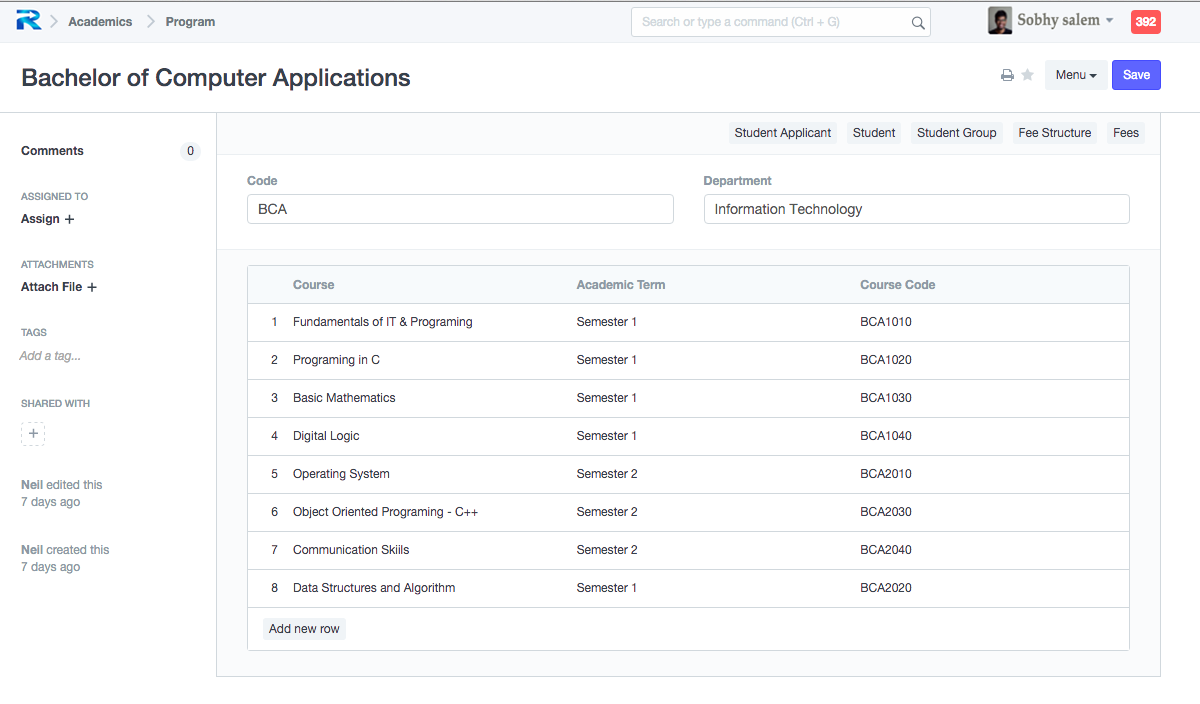 Academics Program Search or type a command (Ctrl + G) Sobhy salem 392
Bachelor of Computer Applications Menu Save
Student Applicant Student Student Group Fee Structure Fees
Comments 0
ASSIGNED TO
Assign +
ATTACHMENTS
Attach File +
TAGS
Add a tag...
SHARED WITH
+
Neil edited this
7 days ago
Neil created this
7 days ago
Code Department
BCA Information Technology
Course Academic Term Course Code
1 Fundamentals of IT & Programing Semester 1 BCA1010
2 Programing in C Semester 1 BCA1020
3 Basic Mathematics Semester 1 BCA1030
4 Digital Logic Semester 1 BCA1040
5 Operating System Semester 2 BCA2010
6 Object Oriented Programing - C++ Semester 2 BCA2030
7 Communication Skiils Semester 2 BCA2040
8 Data Structures and Algorithm Semester 1 BCA2020
Add new row